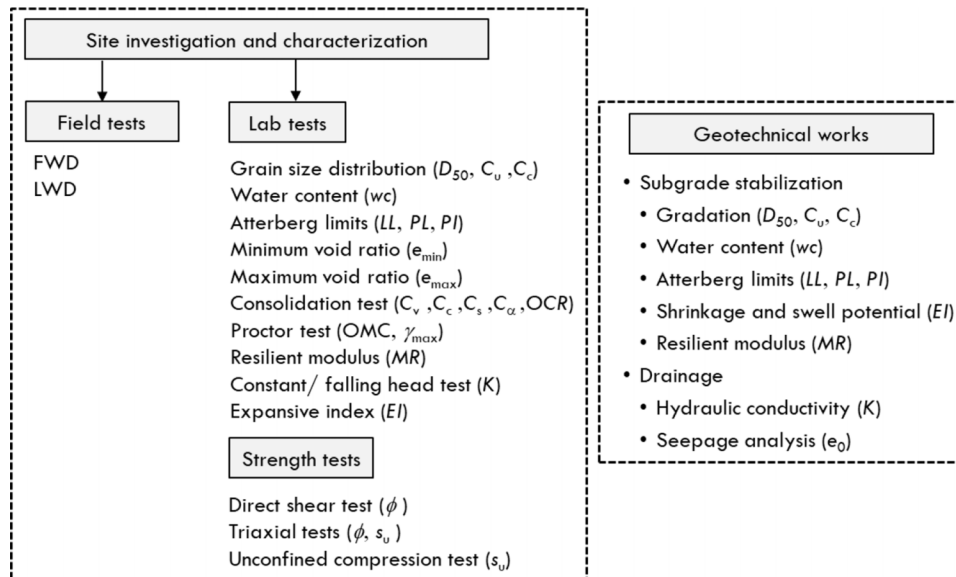 Site investigation and characterization
Field tests
FWD
LWD
Lab tests
Grain size distribution (D₅₀, Cᵤ ,C꜀)
Water content (wc)
Atterberg limits (LL, PL, PI)
Minimum void ratio (eₘᵢₙ)
Maximum void ratio (eₘₐₓ)
Consolidation test (Cᵥ ,C꜀ ,Cₛ ,C_α ,OCR)
Proctor test (OMC, γₘₐₓ)
Resilient modulus (MR)
Constant/ falling head test (K)
Expansive index (EI)
Strength tests
Direct shear test (ϕ )
Triaxial tests (ϕ, sᵤ )
Unconfined compression test (sᵤ)
Geotechnical works
• Subgrade stabilization
• Gradation (D₅₀, Cᵤ, C꜀)
• Water content (wc)
• Atterberg limits (LL, PL, PI)
• Shrinkage and swell potential (EI)
• Resilient modulus (MR)
• Drainage
• Hydraulic conductivity (K)
• Seepage analysis (e₀)